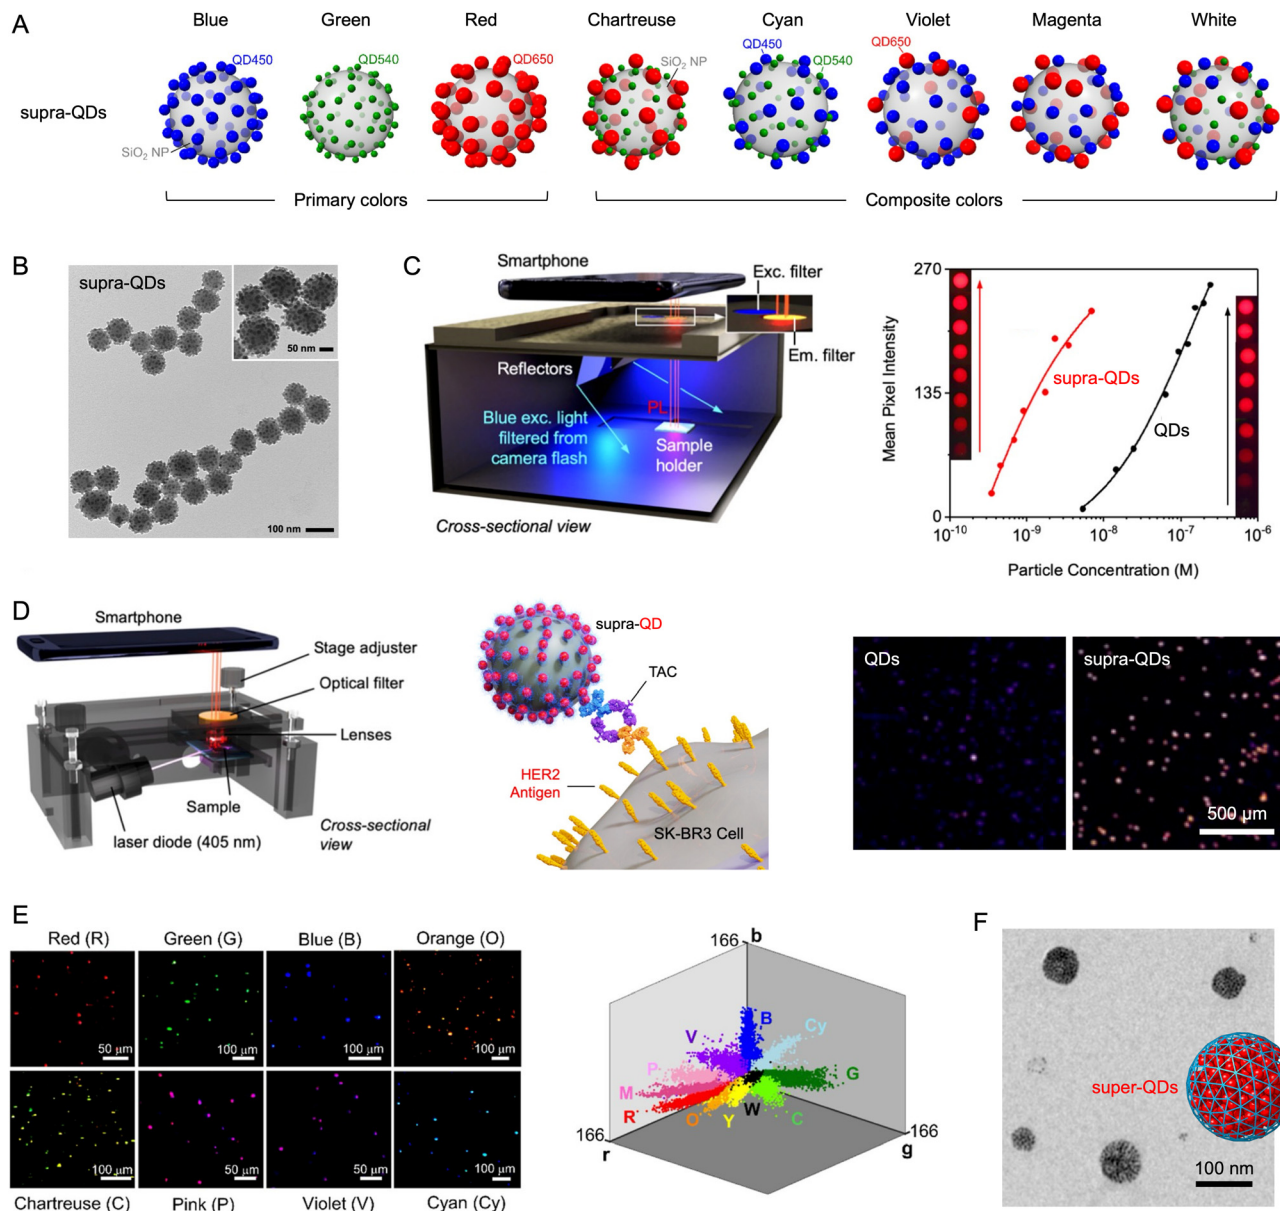 A
Blue
Green
Red
Chartreuse
Cyan
Violet
Magenta
White
QD450
QD540
QD650
SiO₂ NP
QD450
QD540
QD650
supra-QDs
SiO₂ NP
Primary colors
Composite colors
B
supra-QDs
50 nm
100 nm
C
Smartphone
Exc. filter
Em. filter
Reflectors
PL
Blue exc. light
filtered from
camera flash
Sample
holder
Cross-sectional view
270
135
0
Mean Pixel Intensity
supra-QDs
QDs
10⁻¹⁰
10⁻⁹
10⁻⁸
10⁻⁷
10⁻⁶
Particle Concentration (M)
D
Smartphone
Stage adjuster
Optical filter
Lenses
Sample
laser diode (405 nm)
Cross-sectional
view
supra-QD
TAC
HER2
Antigen
SK-BR3 Cell
QDs
supra-QDs
500 µm
E
Red (R)
Green (G)
Blue (B)
Orange (O)
50 µm
100 µm
100 µm
100 µm
100 µm
50 µm
50 µm
100 µm
Chartreuse (C)
Pink (P)
Violet (V)
Cyan (Cy)
166
b
B
Cy
V
P
G
M
R
O
Y
W
C
166
r
166
g
F
super-QDs
100 nm